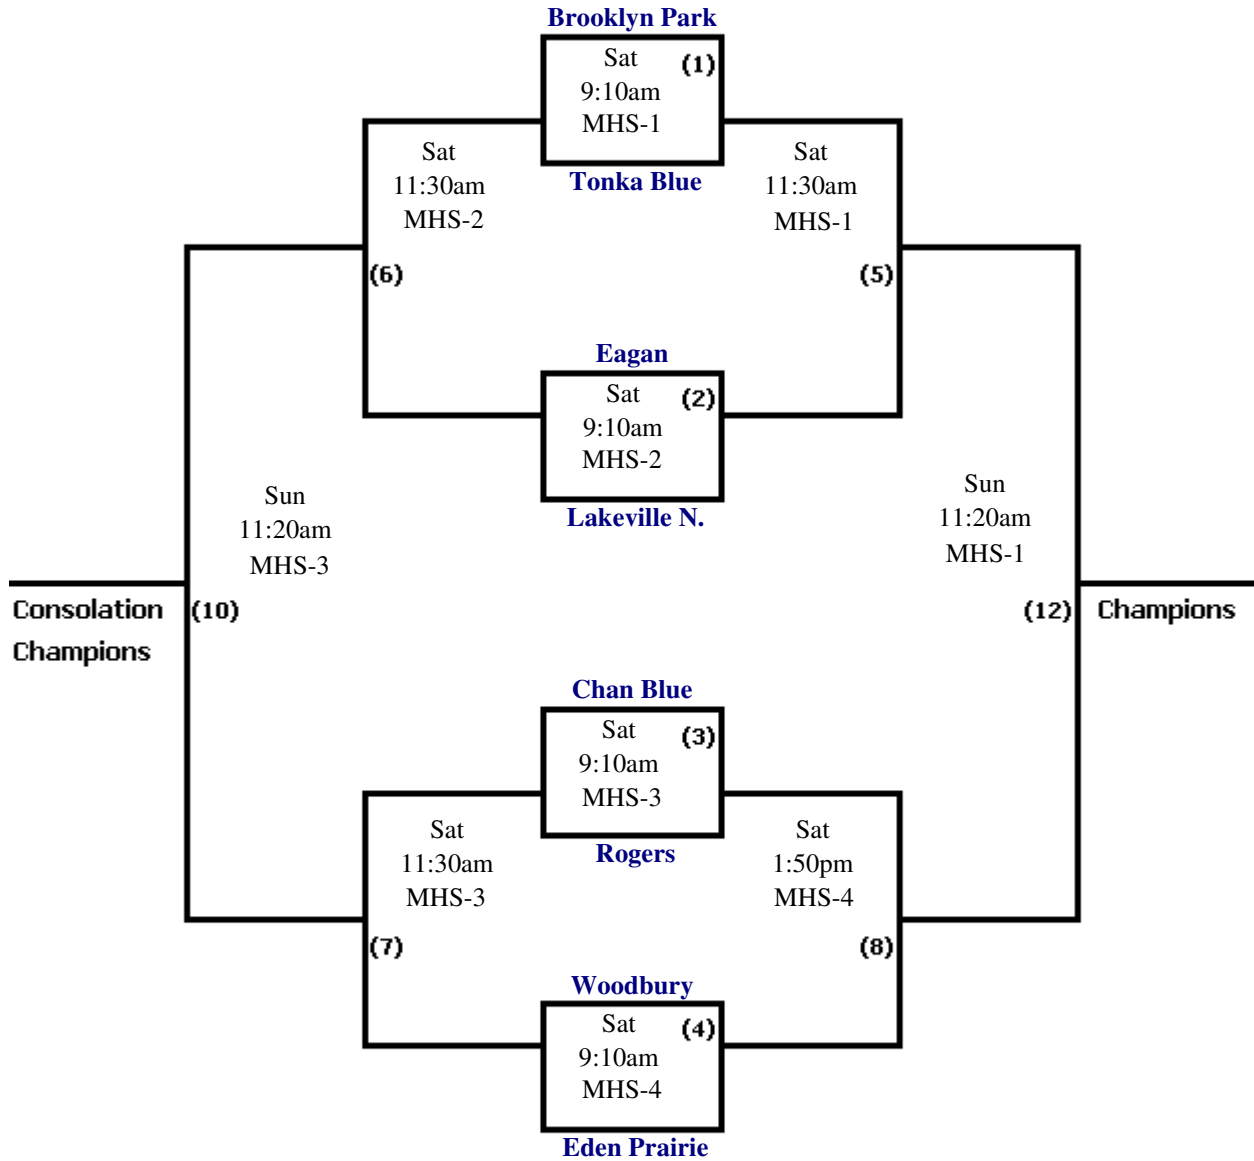 Brooklyn Park
Sat
(1)
9:10am
MHS-1
Tonka Blue
Sat
11:30am
MHS-2
(6)
Sat
11:30am
MHS-1
(5)
Eagan
Sat
(2)
9:10am
MHS-2
Lakeville N.
Sun
11:20am
MHS-3
Consolation
Champions
(10)
Sun
11:20am
MHS-1
(12)
Champions
Chan Blue
Sat
(3)
9:10am
MHS-3
Rogers
Sat
11:30am
MHS-3
(7)
Sat
1:50pm
MHS-4
(8)
Woodbury
Sat
(4)
9:10am
MHS-4
Eden Prairie